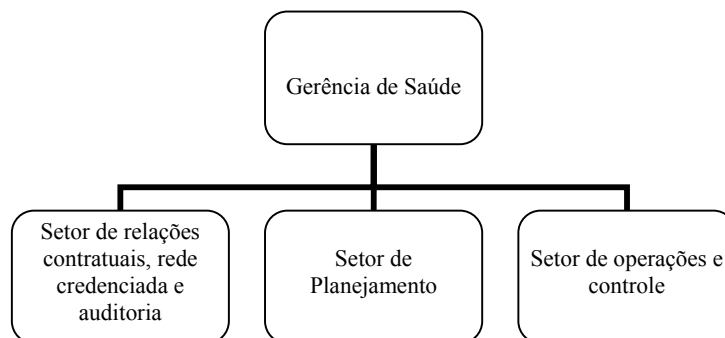 Gerência de Saúde
Setor de relações
contratuais, rede
credenciada e
auditoria
Setor de
Planejamento
Setor de operações e
controle